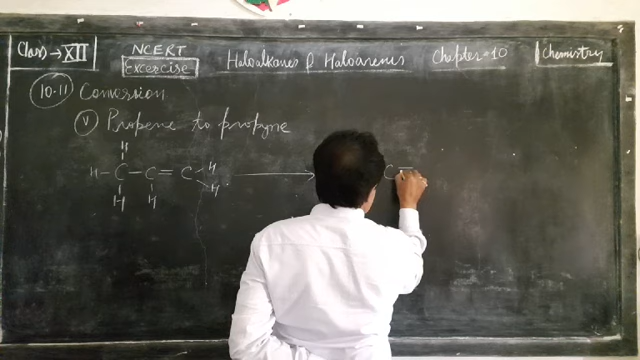 Class → XII NCERT Haloalkanes & Haloarenes Chapter - 10 Chemistry
Excercise
10.11 Conversion
(v) Propene to propyne
H
H - C - C = C H
H H H
C =